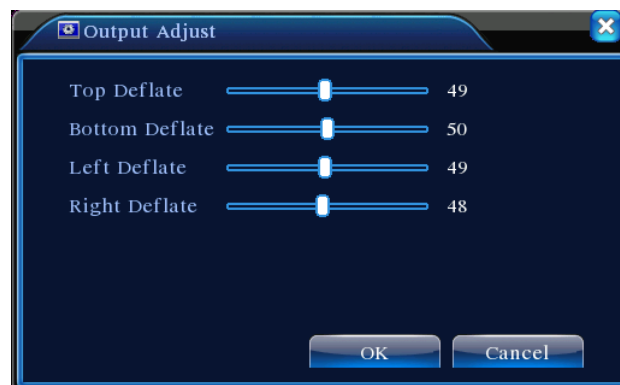 Output Adjust
Top Deflate 49
Bottom Deflate 50
Left Deflate 49
Right Deflate 48
OK Cancel